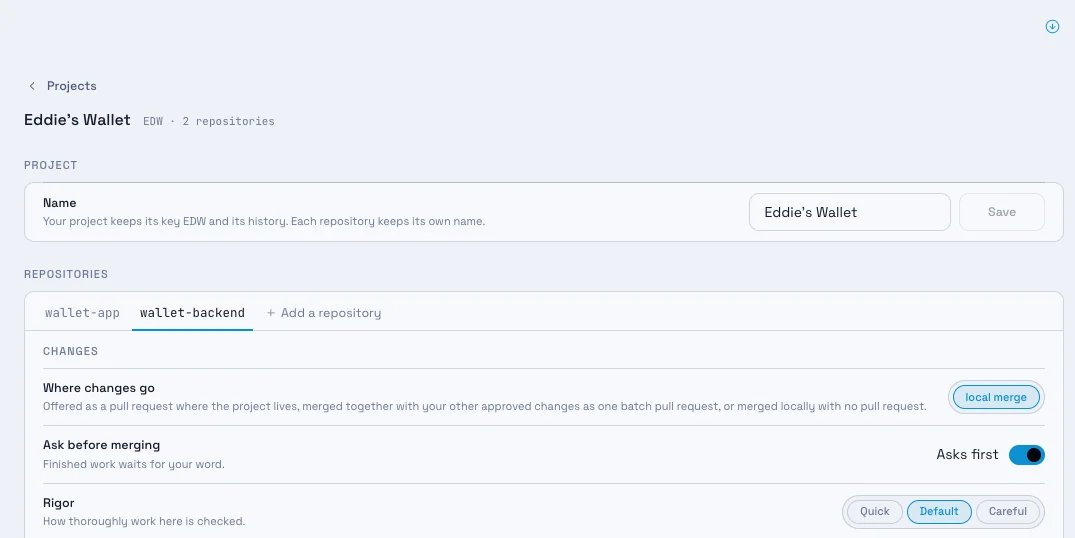 Projects
Eddie's Wallet EDW · 2 repositories
PROJECT
Name
Your project keeps its key EDW and its history. Each repository keeps its own name.
Eddie's Wallet
Save
REPOSITORIES
wallet-app wallet-backend + Add a repository
CHANGES
Where changes go
Offered as a pull request where the project lives, merged together with your other approved changes as one batch pull request, or merged locally with no pull request.
local merge
Ask before merging
Finished work waits for your word.
Asks first
Rigor
How thoroughly work here is checked.
Quick Default Careful